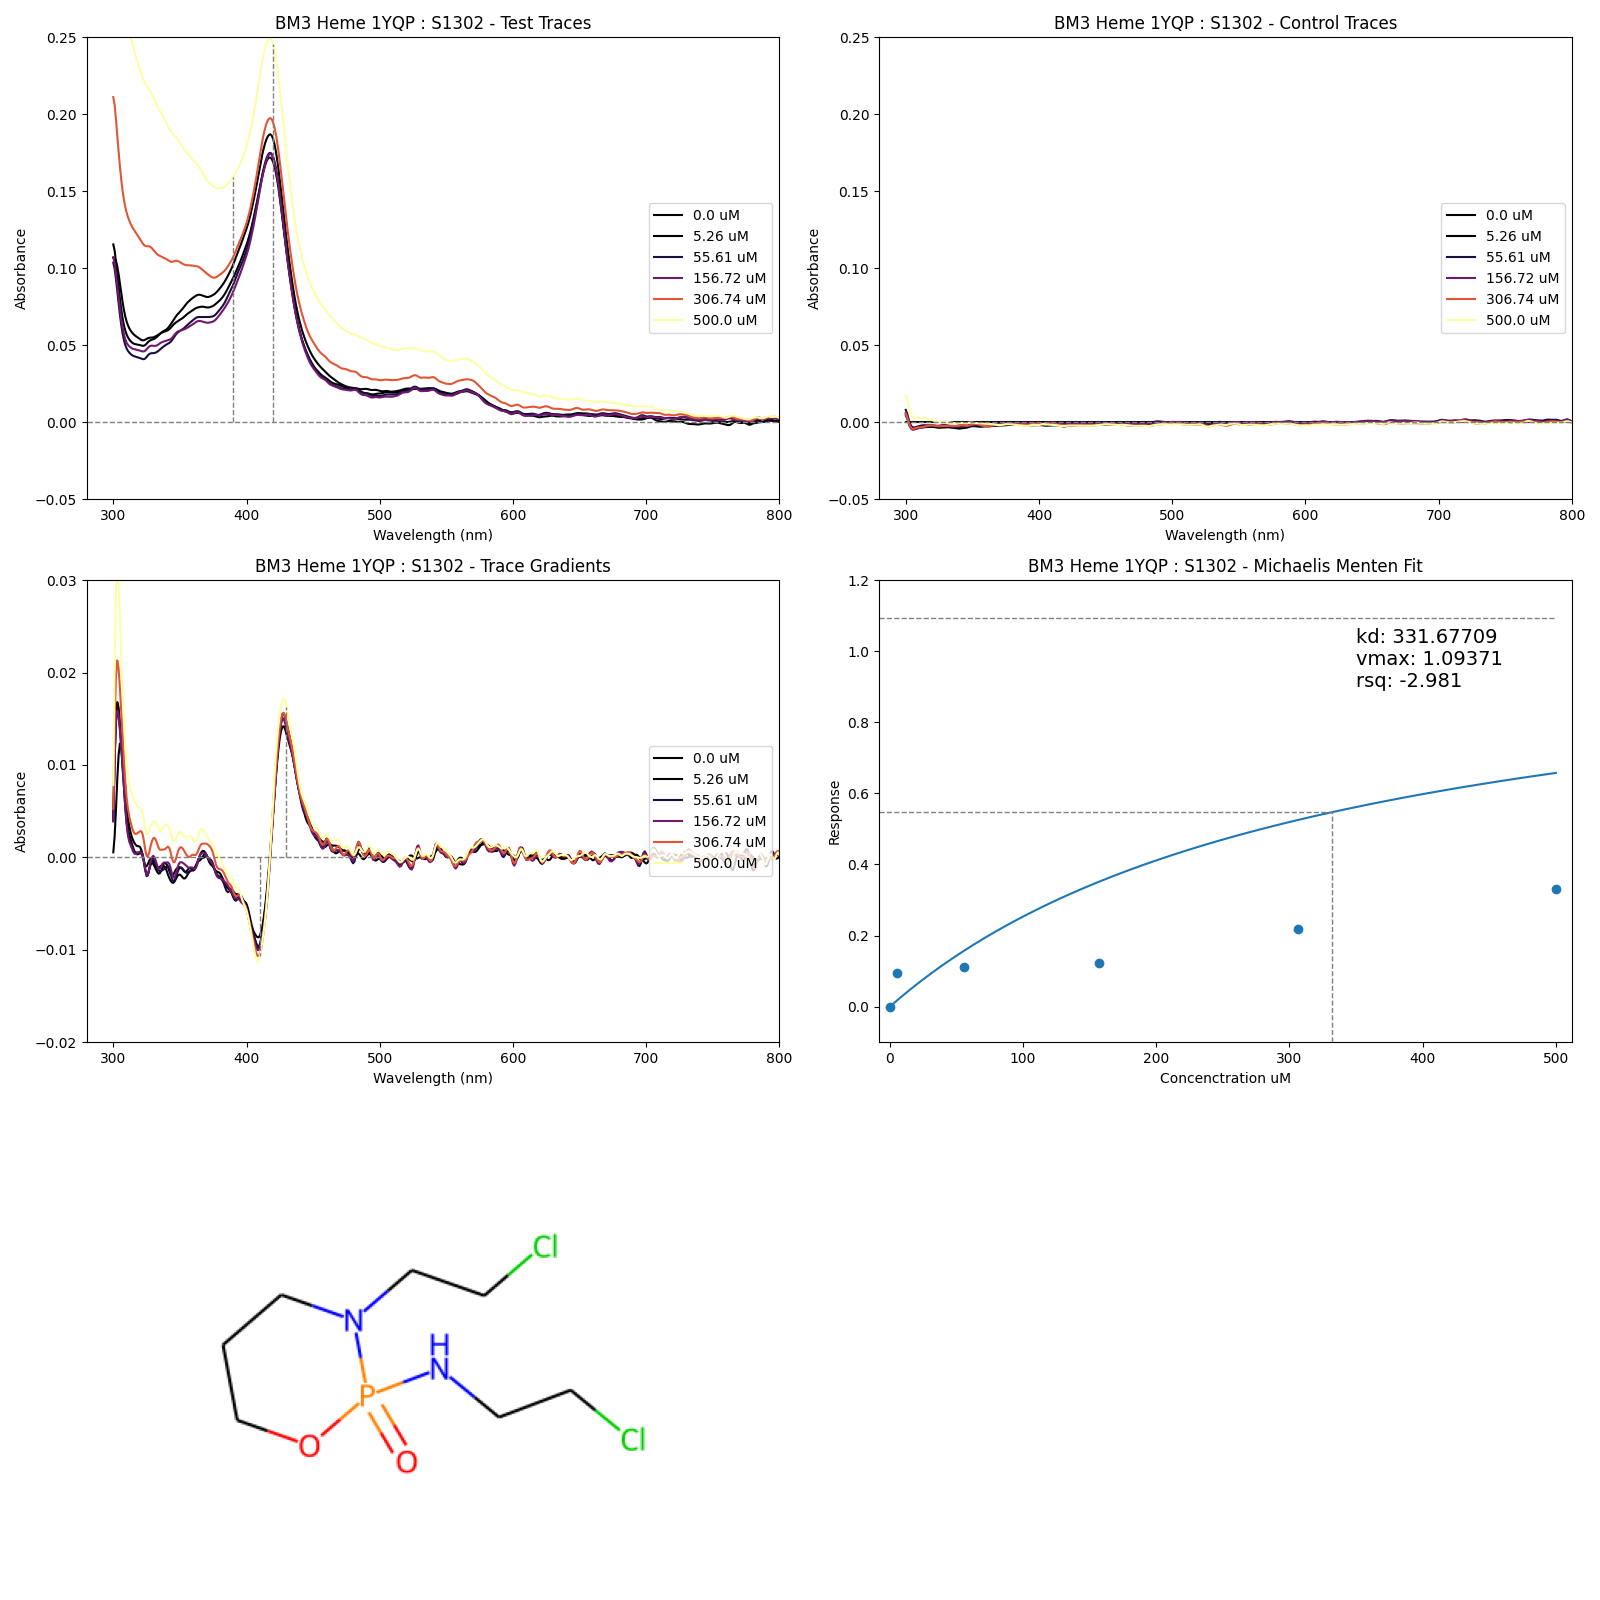 BM3 Heme 1YQP : S1302 - Test Traces
0.25
0.20
0.15
0.10
0.05
0.00
−0.05
Absorbance
300
400
500
600
700
800
Wavelength (nm)
0.0 uM
5.26 uM
55.61 uM
156.72 uM
306.74 uM
500.0 uM
BM3 Heme 1YQP : S1302 - Control Traces
0.25
0.20
0.15
0.10
0.05
0.00
−0.05
Absorbance
300
400
500
600
700
800
Wavelength (nm)
0.0 uM
5.26 uM
55.61 uM
156.72 uM
306.74 uM
500.0 uM
BM3 Heme 1YQP : S1302 - Trace Gradients
0.03
0.02
0.01
0.00
−0.01
−0.02
Absorbance
300
400
500
600
700
800
Wavelength (nm)
0.0 uM
5.26 uM
55.61 uM
156.72 uM
306.74 uM
500.0 uM
BM3 Heme 1YQP : S1302 - Michaelis Menten Fit
1.2
1.0
0.8
0.6
0.4
0.2
0.0
Response
0
100
200
300
400
500
Concenctration uM
kd: 331.67709
vmax: 1.09371
rsq: -2.981
Cl
N
H
N
P
O
O
Cl